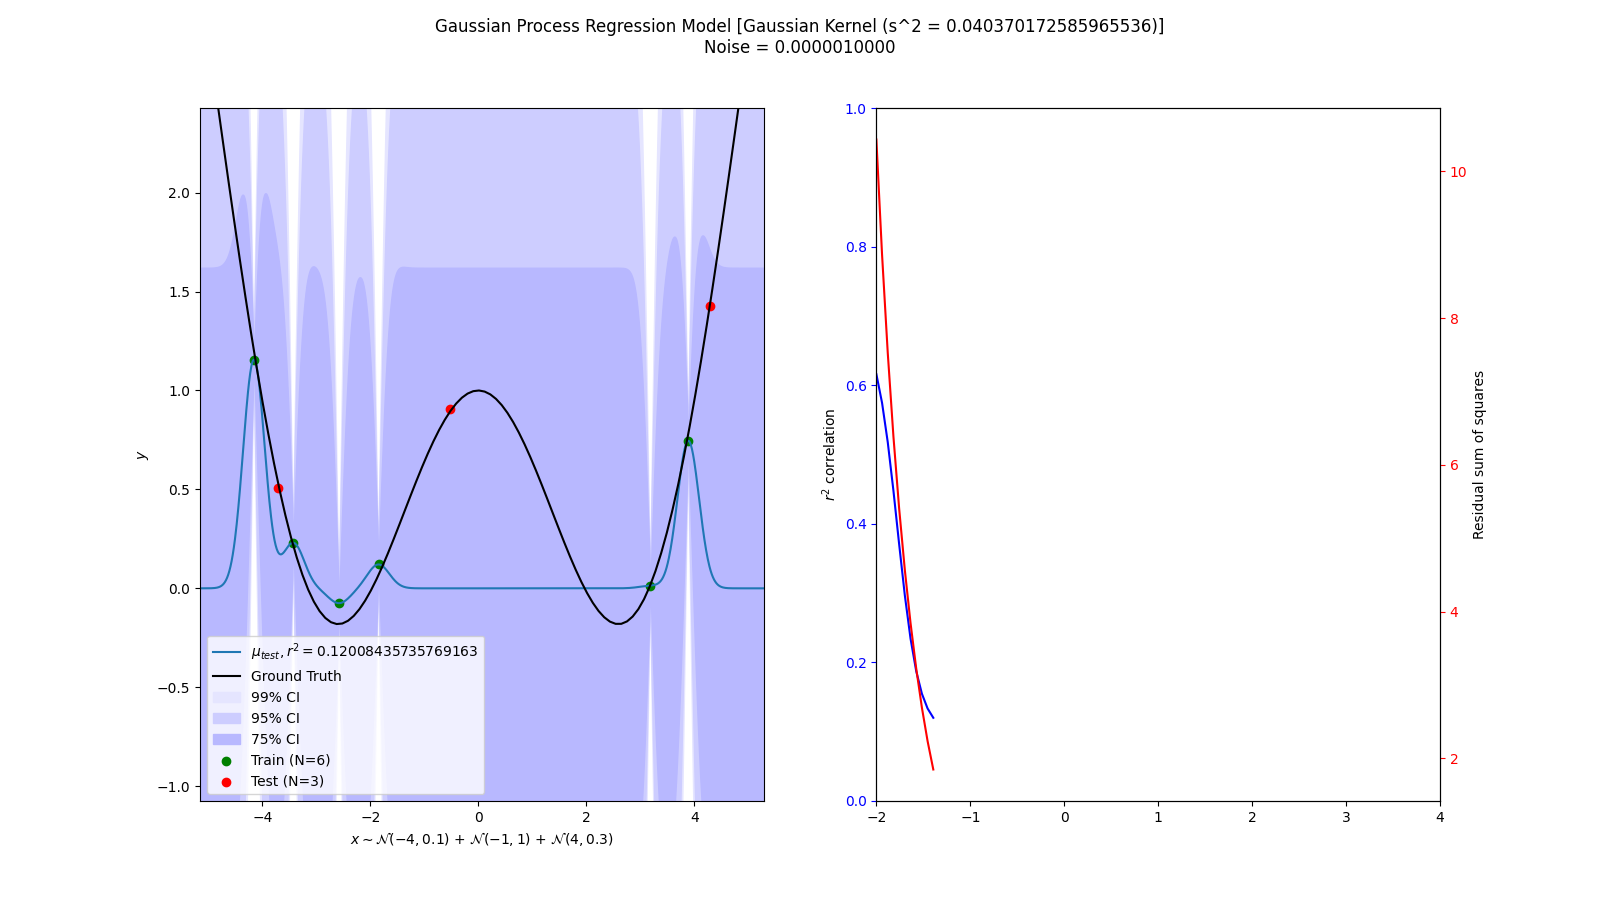 Gaussian Process Regression Model [Gaussian Kernel (s^2 = 0.040370172585965536)]
Noise = 0.0000010000
y
2.0
1.5
1.0
0.5
0.0
−0.5
−1.0
μtest, r² = 0.12008435735769163
Ground Truth
99% CI
95% CI
75% CI
Train (N=6)
Test (N=3)
−4 −2 0 2 4
x ∼ 𝒩(−4, 0.1) + 𝒩(−1, 1) + 𝒩(4, 0.3)
r² correlation
1.0
0.8
0.6
0.4
0.2
0.0
−2 −1 0 1 2 3 4
10
8
6
4
2
Residual sum of squares